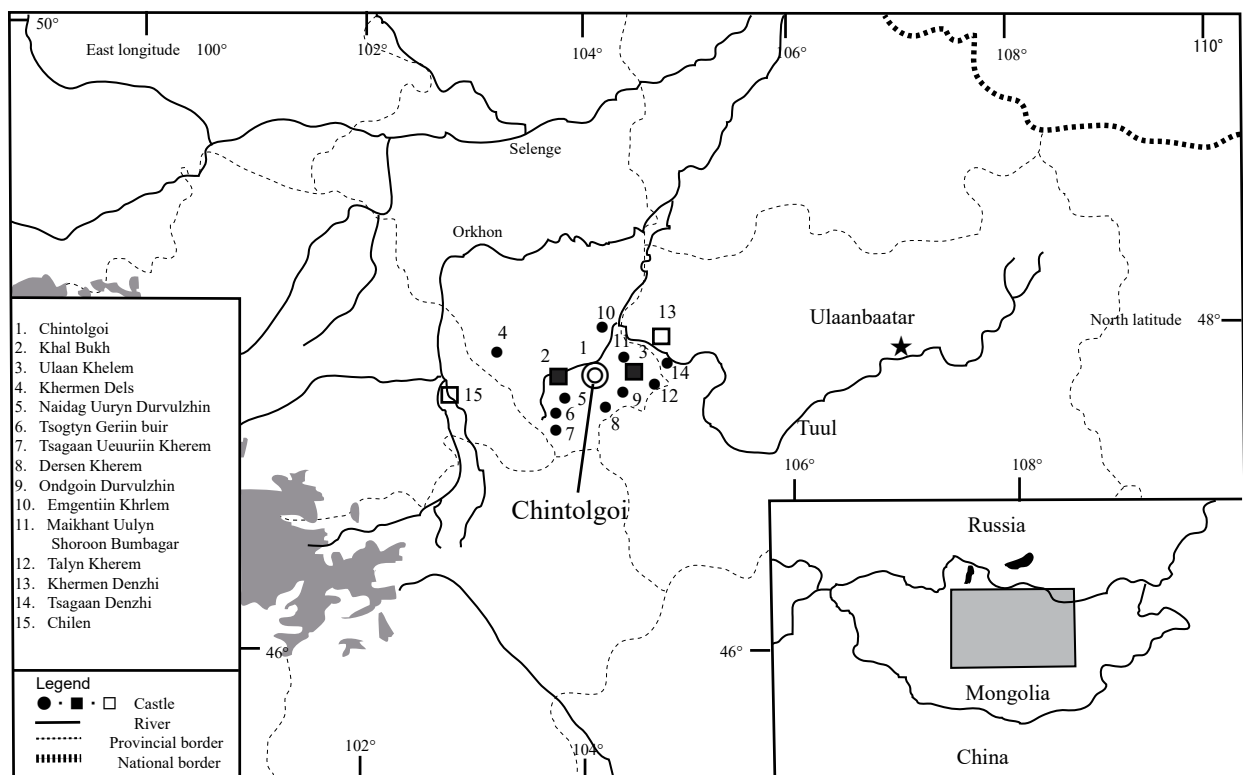 50°
East longitude 100°
102°
104°
106°
108°
110°
Selenge
Orkhon
Ulaanbaatar
North latitude 48°
10
13
4
1
11
3
2
14
15
5
12
9
6
8
7
Tuul
Chintolgoi
1. Chintolgoi
2. Khal Bukh
3. Ulaan Khelem
4. Khermen Dels
5. Naidag Uuryn Durvulzhin
6. Tsogtyn Geriin buir
7. Tsagaan Ueuuriin Kherem
8. Dersen Kherem
9. Ondgoin Durvulzhin
10. Emgentiin Khrlem
11. Maikhant Uulyn
Shoroon Bumbagar
12. Talyn Kherem
13. Khermen Denzhi
14. Tsagaan Denzhi
15. Chilen
46°
46°
Legend
Castle
River
Provincial border
National border
102°
104°
106°
108°
Russia
Mongolia
China